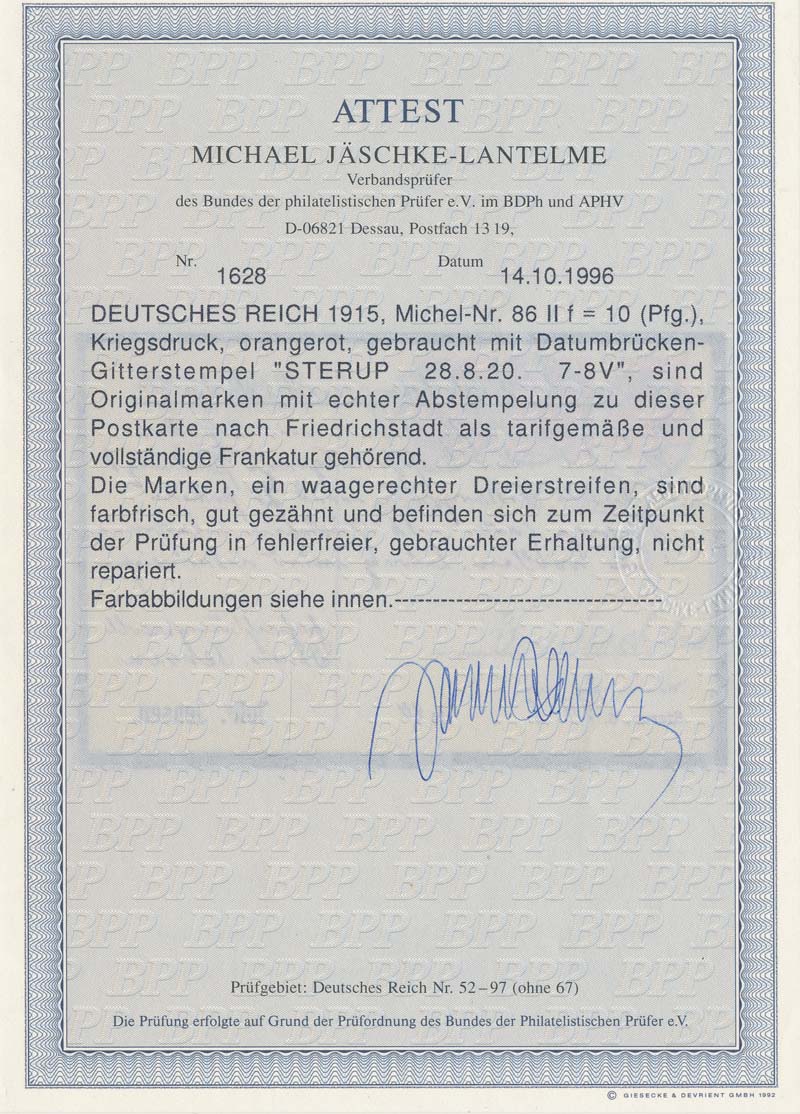 ATTEST
MICHAEL JÄSCHKE-LANTELME
Verbandsprüfer
des Bundes der philatelistischen Prüfer e.V. im BDPh und APHV
D-06821 Dessau, Postfach 13 19,
Nr. 1628 Datum 14.10.1996
DEUTSCHES REICH 1915, Michel-Nr. 86 II f = 10 (Pfg.),
Kriegsdruck, orangerot, gebraucht mit Datumbrücken-
Gitterstempel "STERUP 28.8.20. 7-8V", sind
Originalmarken mit echter Abstempelung zu dieser
Postkarte nach Friedrichstadt als tarifgemäße und
vollständige Frankatur gehörend.
Die Marken, ein waagerechter Dreierstreifen, sind
farbfrisch, gut gezähnt und befinden sich zum Zeitpunkt
der Prüfung in fehlerfreier, gebrauchter Erhaltung, nicht
repariert.
Farbabbildungen siehe innen.-----------------------------------
Prüfgebiet: Deutsches Reich Nr. 52–97 (ohne 67)
Die Prüfung erfolgte auf Grund der Prüfordnung des Bundes der Philatelistischen Prüfer e.V.
© GIESECKE & DEVRIENT GMBH 1992